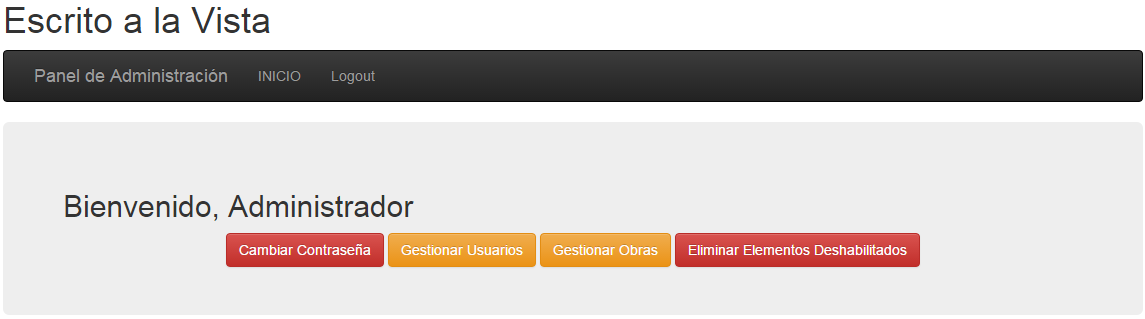 Escrito a la Vista
Panel de Administración INICIO Logout
Bienvenido, Administrador
Cambiar Contraseña Gestionar Usuarios Gestionar Obras Eliminar Elementos Deshabilitados